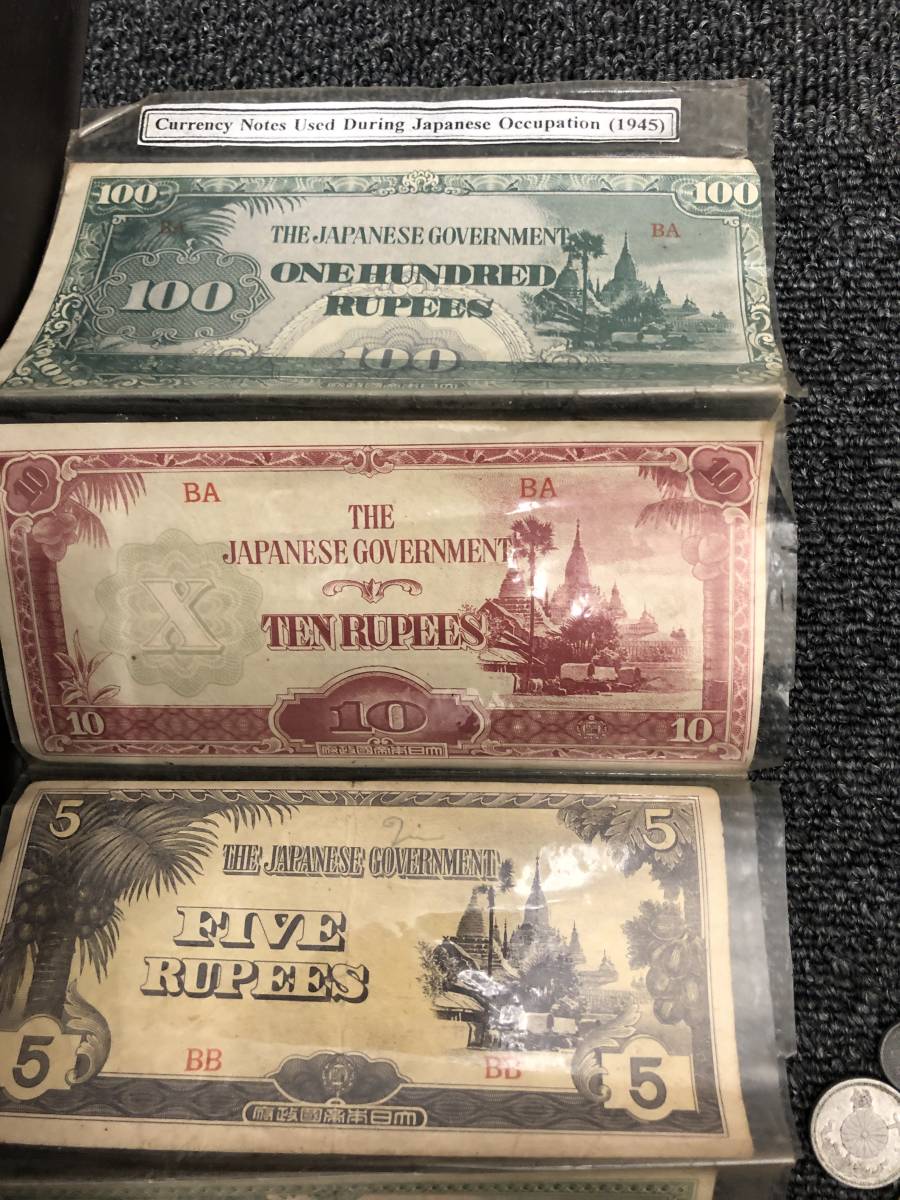 Currency Notes Used During Japanese Occupation (1945)
100 100
BA BA
THE JAPANESE GOVERNMENT
100 ONE HUNDRED
RUPEES
100
10 10
BA BA
THE
JAPANESE GOVERNMENT
X
TEN RUPEES
10 10 10
府政國帝本日大
5 5
THE JAPANESE GOVERNMENT
FIVE
RUPEES
BB BB
5 5
府政國帝本日大